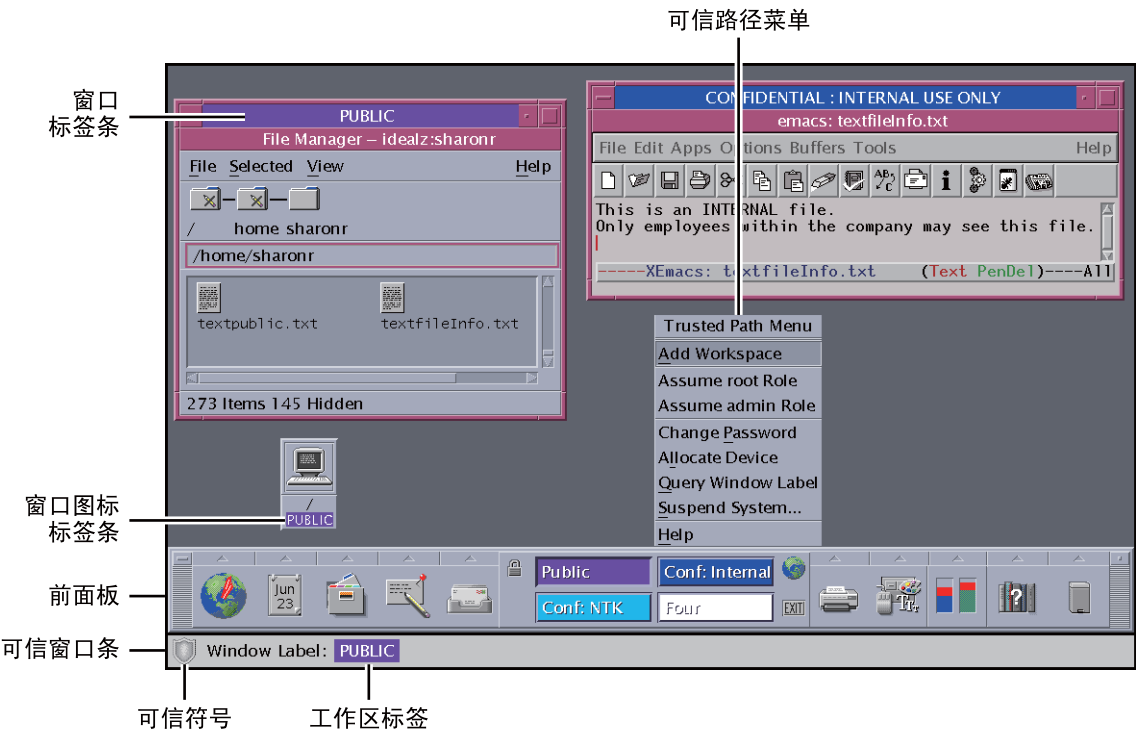 可信路径菜单
窗口
标签条
PUBLIC
File Manager – idealz:sharonr
File Selected View Help
/ home sharonr
/home/sharonr
textpublic.txt textfileInfo.txt
273 Items 145 Hidden
CONFIDENTIAL : INTERNAL USE ONLY
emacs: textfileInfo.txt
File Edit Apps Options Buffers Tools Help
This is an INTERNAL file.
Only employees within the company may see this file.
-----XEmacs: textfileInfo.txt (Text PenDel)----All
Trusted Path Menu
Add Workspace
Assume root Role
Assume admin Role
Change Password
Allocate Device
Query Window Label
Suspend System...
Help
窗口图标
标签条
/
PUBLIC
前面板
Jun
23
Public
Conf: Internal
Conf: NTK
Four
EXIT
可信窗口条
Window Label: PUBLIC
可信符号
工作区标签